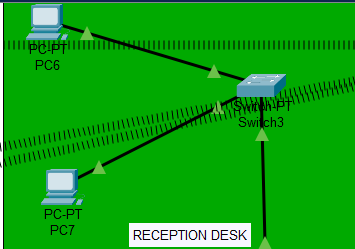 PC-PT
PC6
Switch-PT
Switch3
PC-PT
PC7
RECEPTION DESK